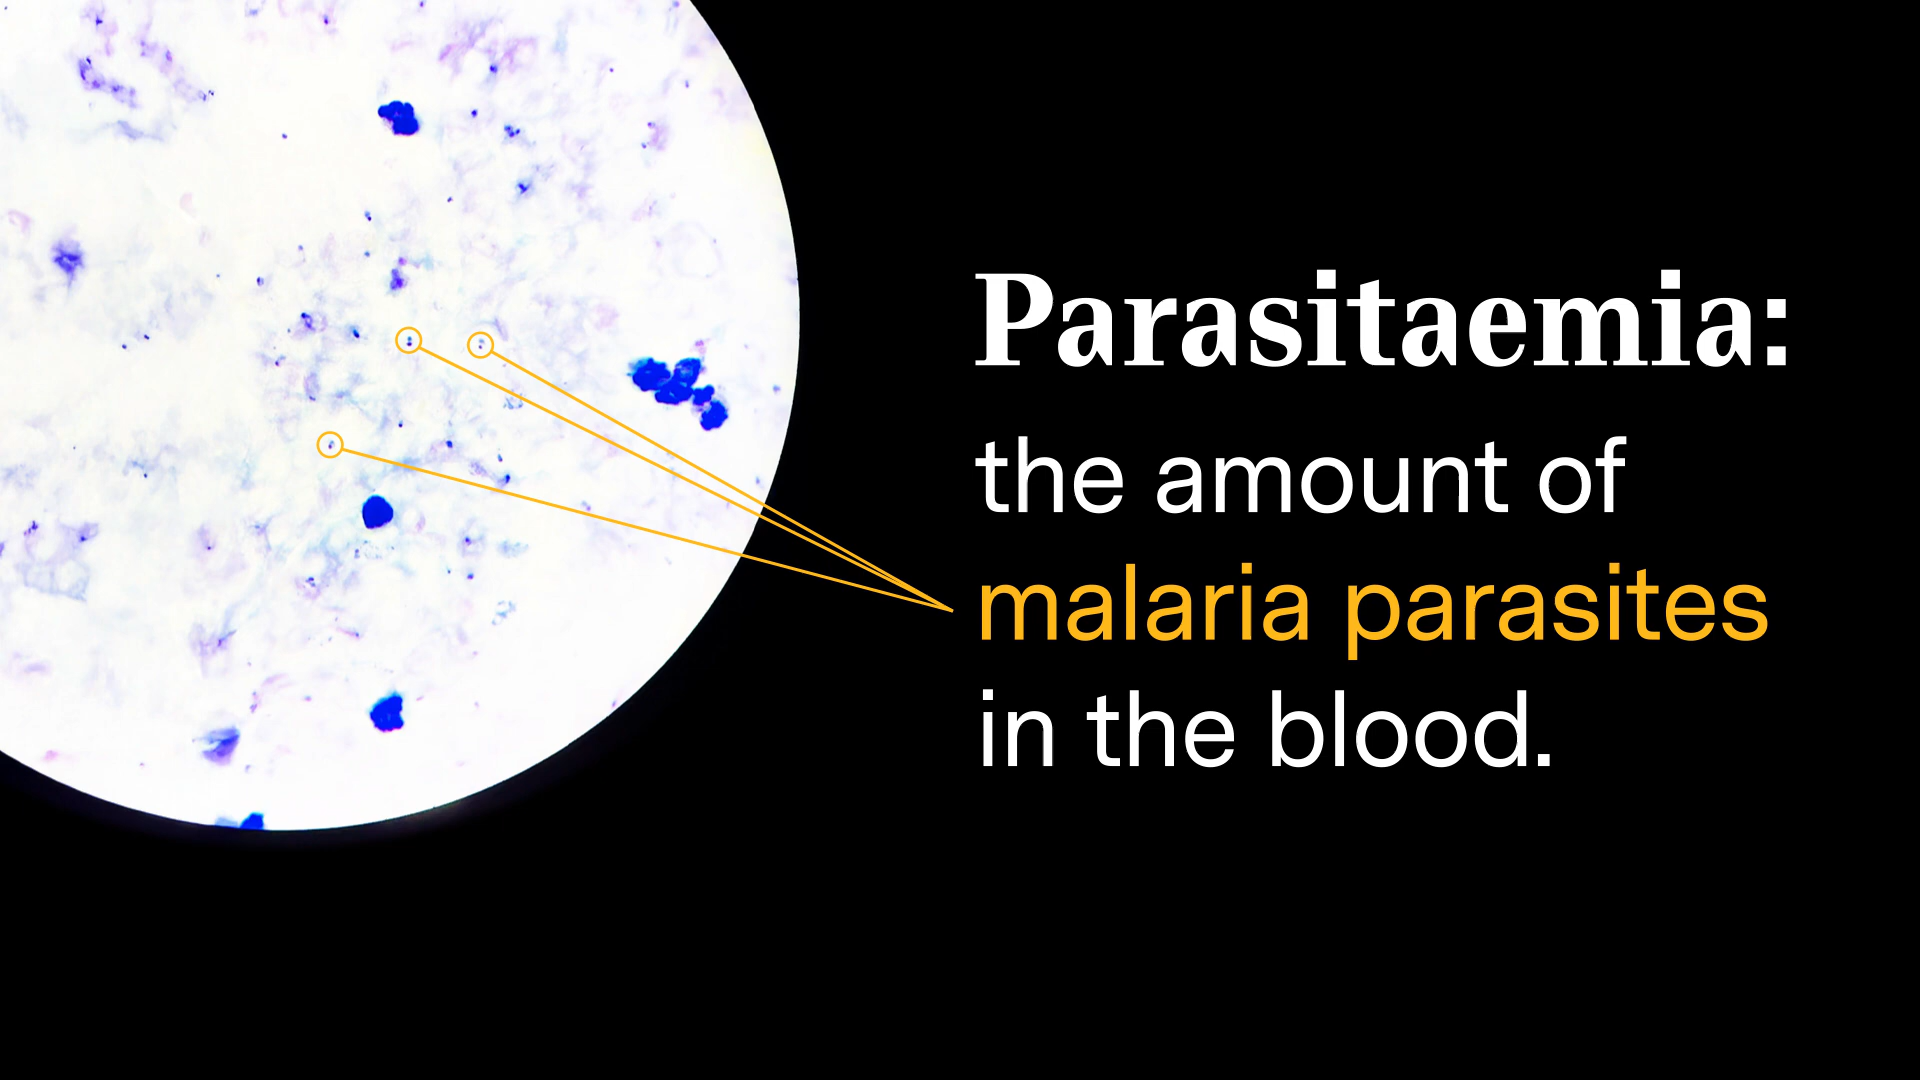 Parasitaemia:
the amount of
malaria parasites
in the blood.